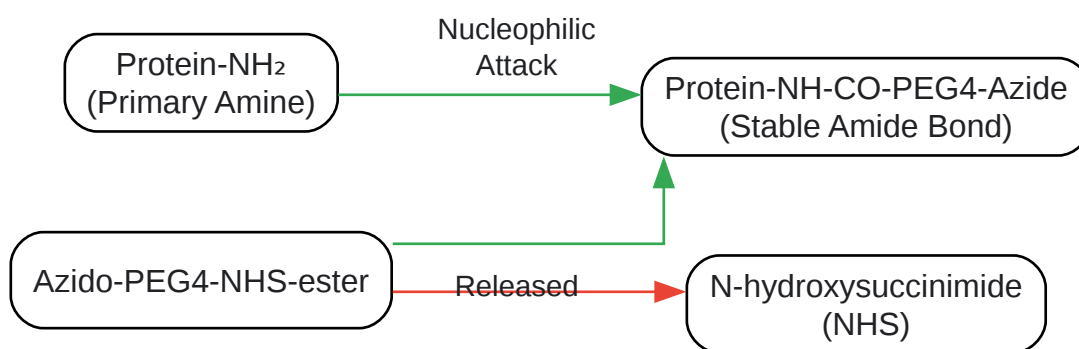 Protein-NH₂
(Primary Amine)
Nucleophilic
Attack
Protein-NH-CO-PEG4-Azide
(Stable Amide Bond)
Azido-PEG4-NHS-ester
Released
N-hydroxysuccinimide
(NHS)